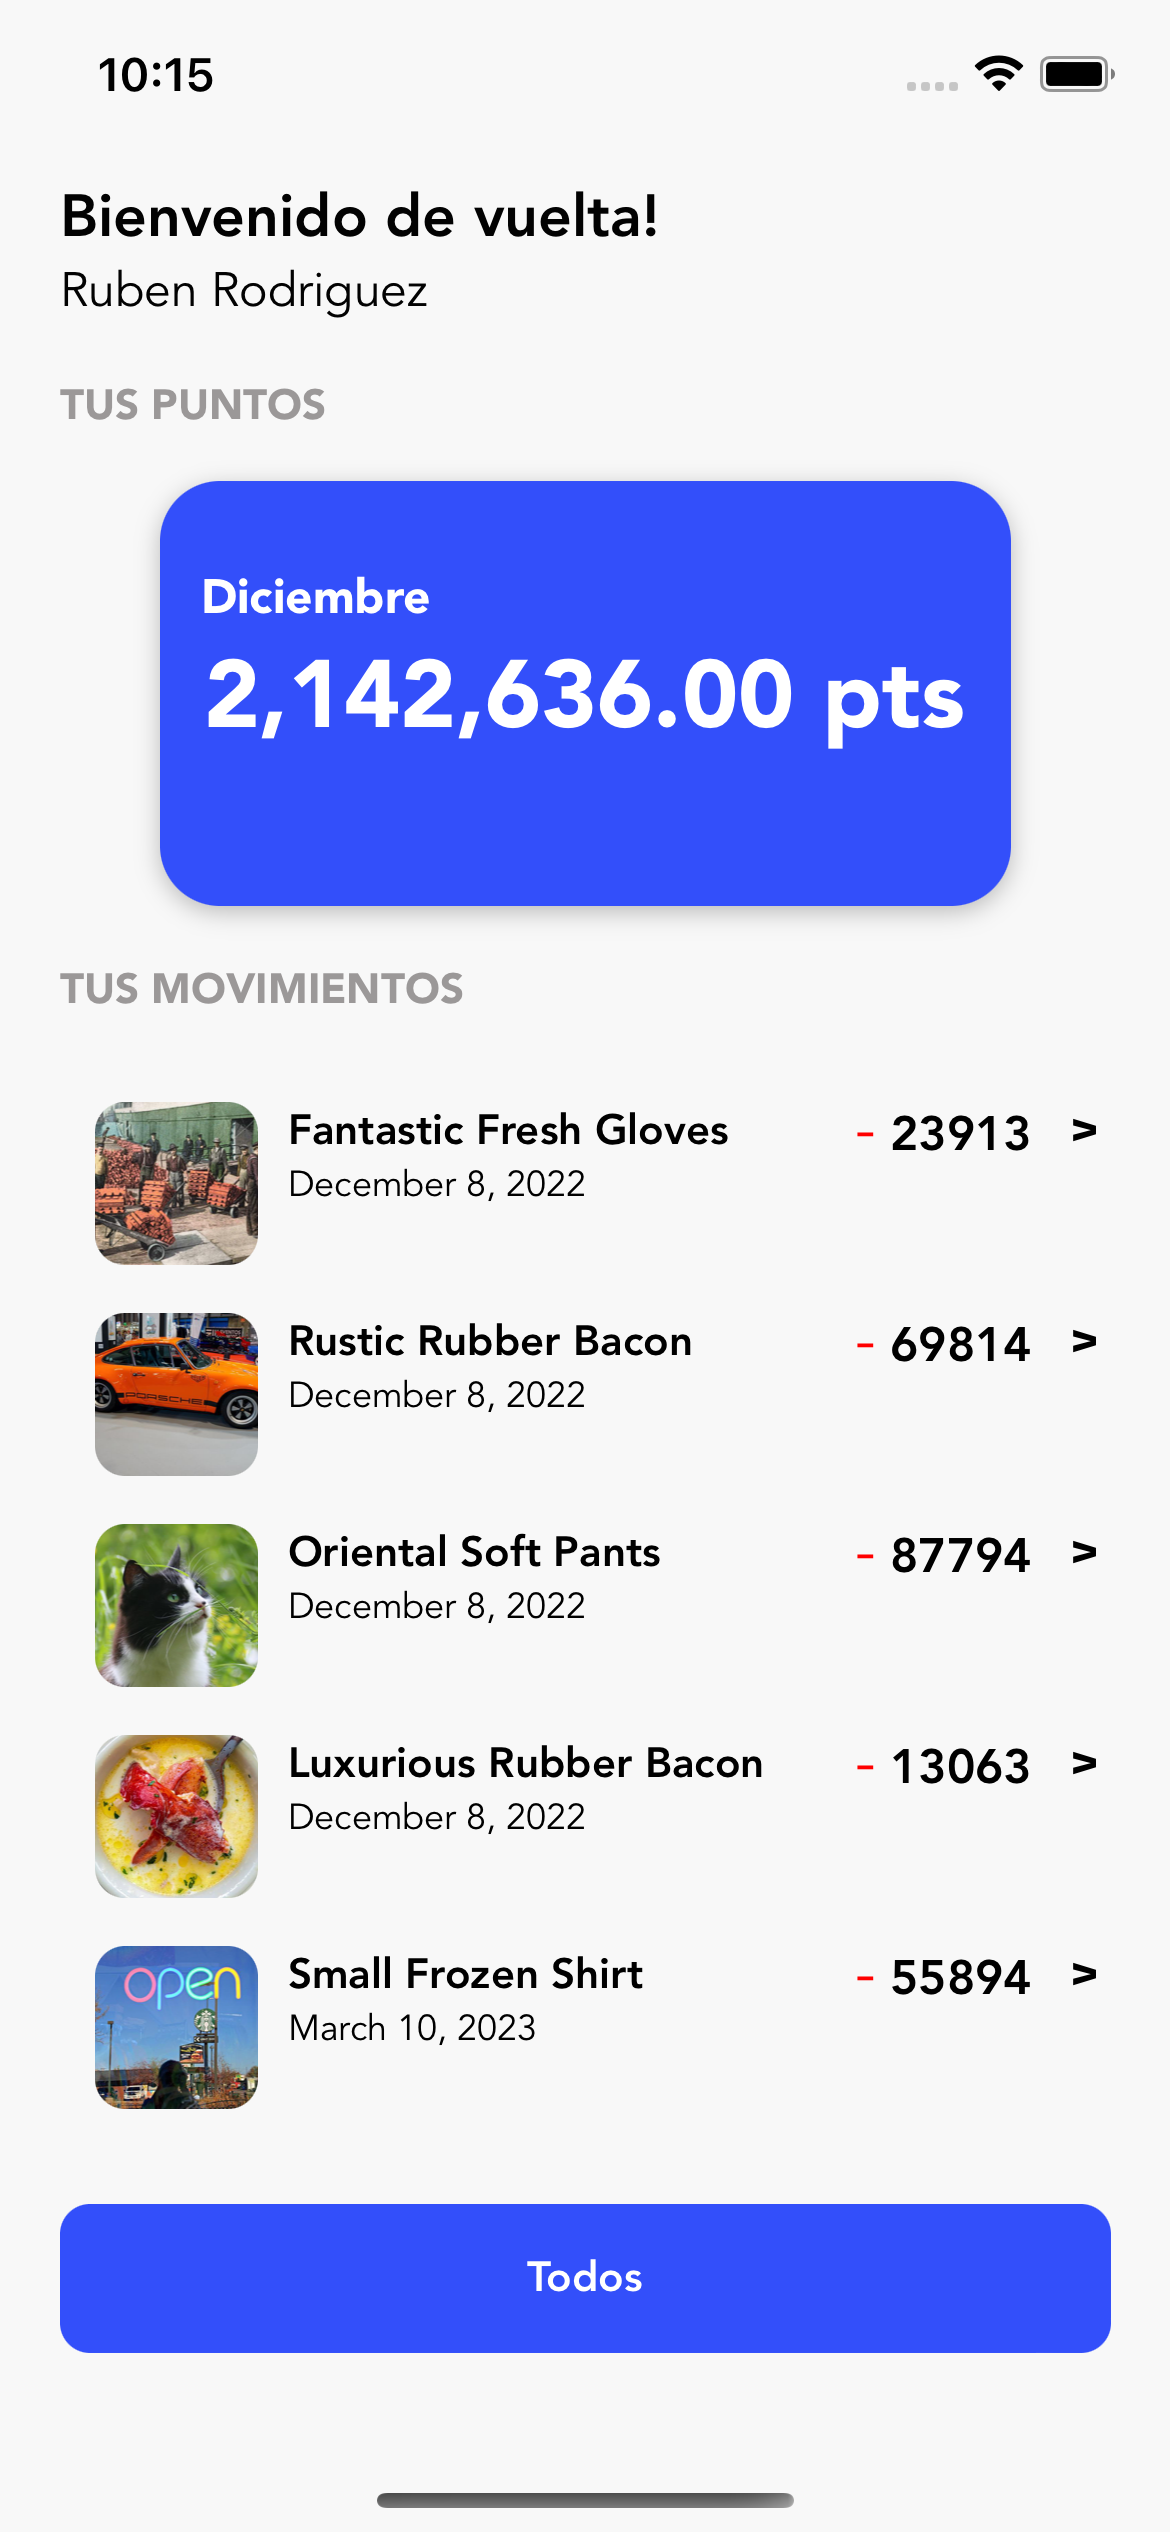 10:15
Bienvenido de vuelta!
Ruben Rodriguez
TUS PUNTOS
Diciembre
2,142,636.00 pts
TUS MOVIMIENTOS
Fantastic Fresh Gloves - 23913 >
December 8, 2022
Rustic Rubber Bacon - 69814 >
December 8, 2022
PORSCHE
Oriental Soft Pants - 87794 >
December 8, 2022
Luxurious Rubber Bacon - 13063 >
December 8, 2022
Small Frozen Shirt - 55894 >
open
March 10, 2023
Todos